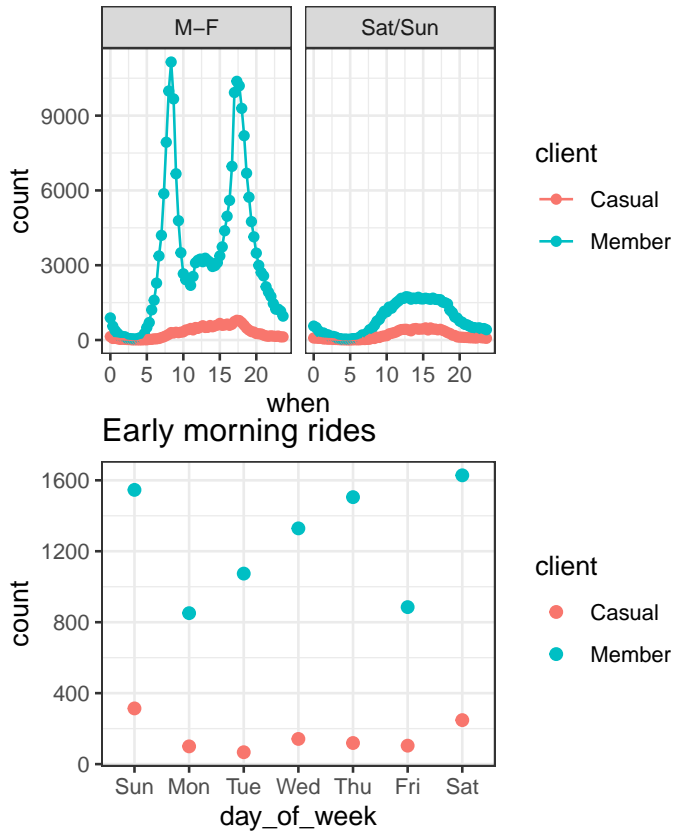 M−F
Sat/Sun
9000
6000
3000
0
count
0 5 10 15 20
0 5 10 15 20
when
client
Casual
Member
Early morning rides
1600
1200
800
400
0
count
Sun Mon Tue Wed Thu Fri Sat
day_of_week
client
Casual
Member